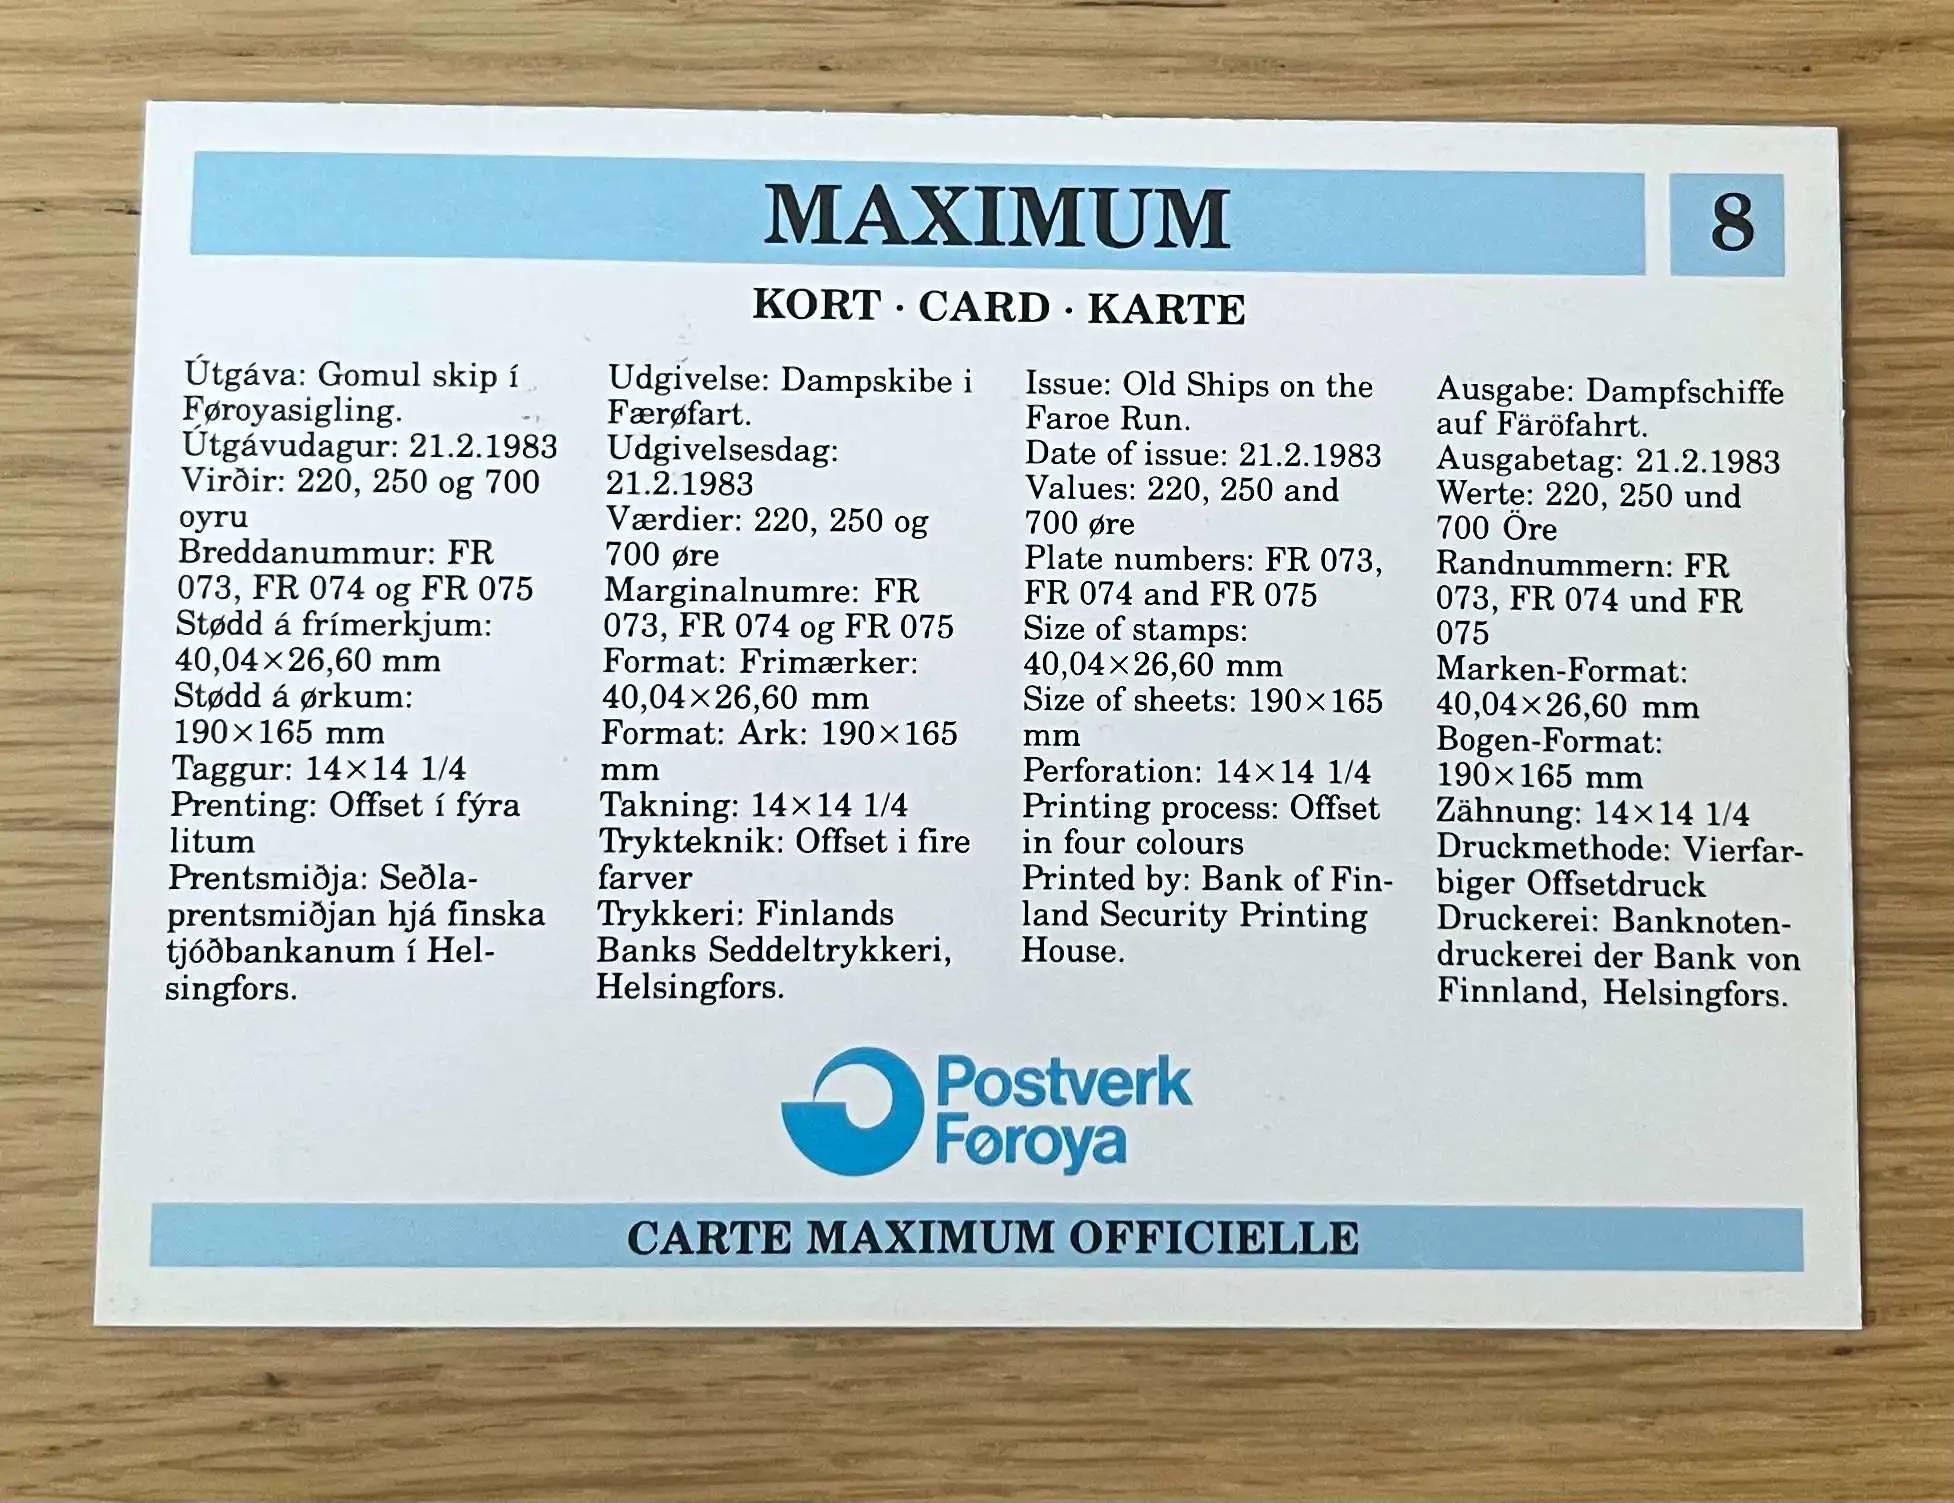 MAXIMUM
8
KORT · CARD · KARTE
Útgáva: Gomul skip í
Føroyasigling.
Útgávudagur: 21.2.1983
Virðir: 220, 250 og 700
oyru
Breddanummur: FR
073, FR 074 og FR 075
Stødd á frímerkjum:
40,04×26,60 mm
Stødd á ørkum:
190×165 mm
Taggur: 14×14 1/4
Prenting: Offset í fýra
litum
Prentsmiðja: Seðla-
prentsmiðjan hjá finska
tjóðbankanum í Hel-
singfors.
Udgivelse: Dampskibe i
Færøfart.
Udgivelsesdag:
21.2.1983
Værdier: 220, 250 og
700 øre
Marginalnumre: FR
073, FR 074 og FR 075
Format: Frimærker:
40,04×26,60 mm
Format: Ark: 190×165
mm
Takning: 14×14 1/4
Trykteknik: Offset i fire
farver
Trykkeri: Finlands
Banks Seddeltrykkeri,
Helsingfors.
Issue: Old Ships on the
Faroe Run.
Date of issue: 21.2.1983
Values: 220, 250 and
700 øre
Plate numbers: FR 073,
FR 074 and FR 075
Size of stamps:
40,04×26,60 mm
Size of sheets: 190×165
mm
Perforation: 14×14 1/4
Printing process: Offset
in four colours
Printed by: Bank of Fin-
land Security Printing
House.
Ausgabe: Dampfschiffe
auf Färöfahrt.
Ausgabetag: 21.2.1983
Werte: 220, 250 und
700 Öre
Randnummern: FR
073, FR 074 und FR
075
Marken-Format:
40,04×26,60 mm
Bogen-Format:
190×165 mm
Zähnung: 14×14 1/4
Druckmethode: Vierfar-
biger Offsetdruck
Druckerei: Banknoten-
druckerei der Bank von
Finnland, Helsingfors.
Postverk
Føroya
CARTE MAXIMUM OFFICIELLE